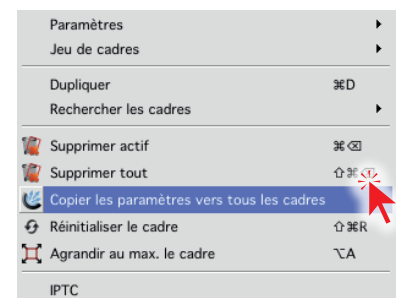 Paramètres
Jeu de cadres
Dupliquer ⌘D
Rechercher les cadres
Supprimer actif ⌘⌫
Supprimer tout ⇧⌘
Copier les paramètres vers tous les cadres
Réinitialiser le cadre ⇧⌘R
Agrandir au max. le cadre ⌥A
IPTC